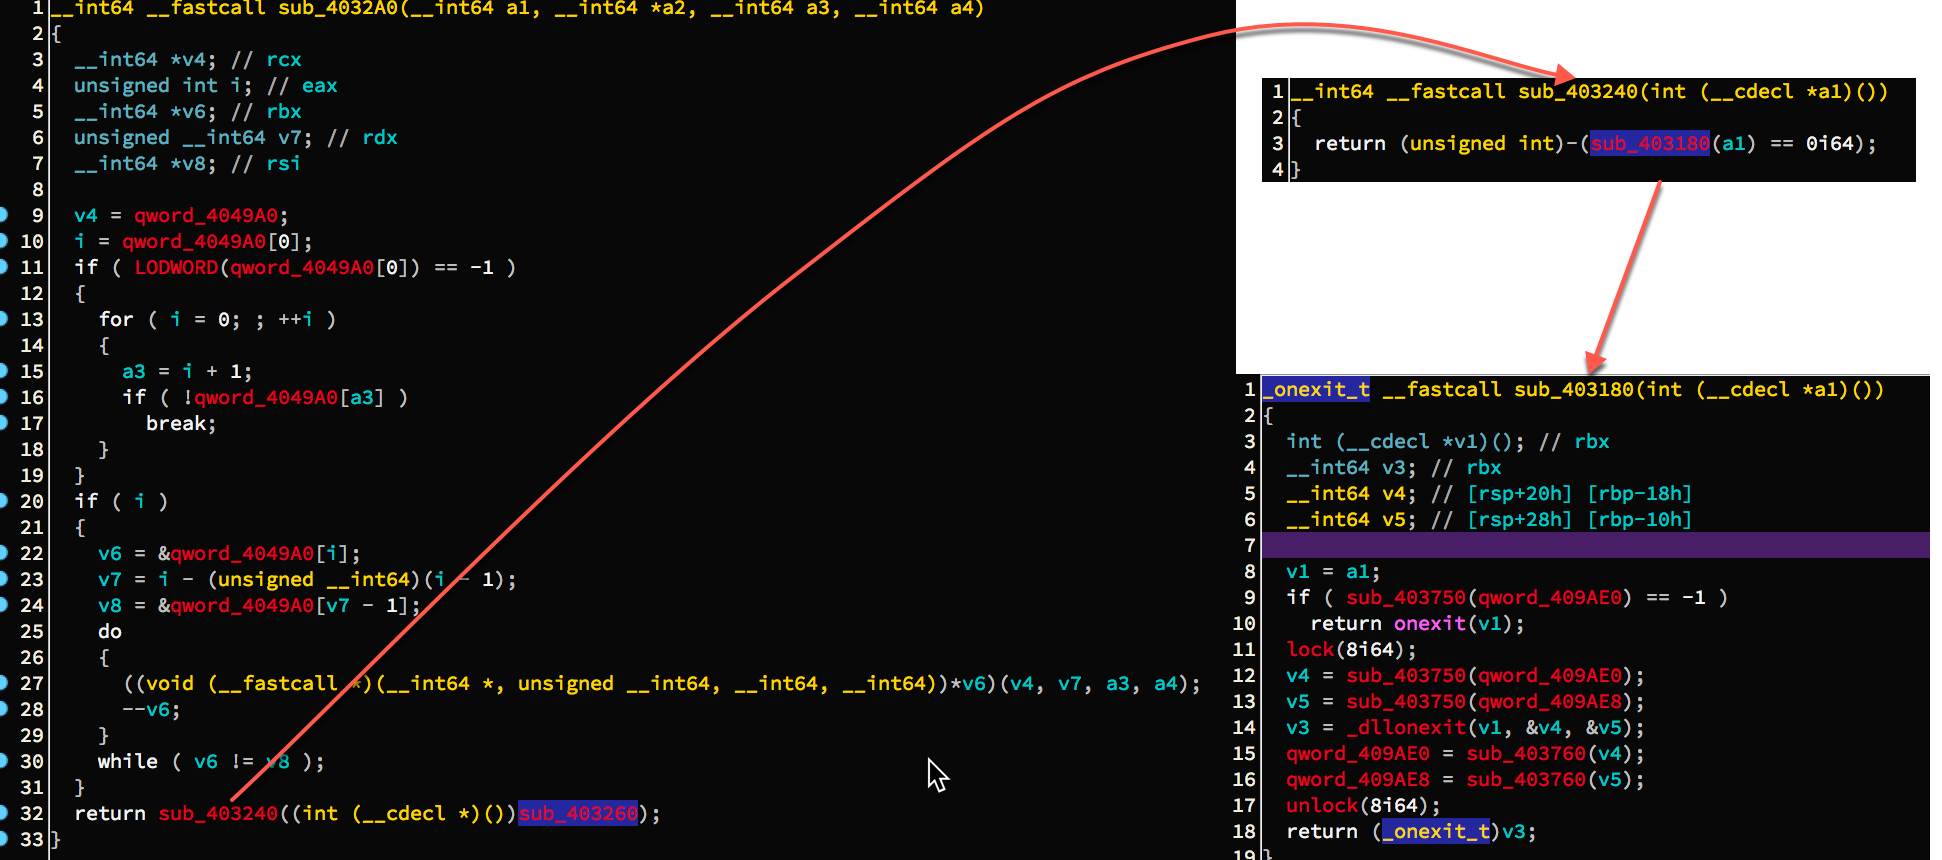 1 __int64 __fastcall sub_4032A0(__int64 a1, __int64 *a2, __int64 a3, __int64 a4)
2 {
3 __int64 *v4; // rcx
4 unsigned int i; // eax
5 __int64 *v6; // rbx
6 unsigned __int64 v7; // rdx
7 __int64 *v8; // rsi
8
9 v4 = qword_4049A0;
10 i = qword_4049A0[0];
11 if ( LODWORD(qword_4049A0[0]) == -1 )
12 {
13 for ( i = 0; ; ++i )
14 {
15 a3 = i + 1;
16 if ( !qword_4049A0[a3] )
17 break;
18 }
19 }
20 if ( i )
21 {
22 v6 = &qword_4049A0[i];
23 v7 = i - (unsigned __int64)(i - 1);
24 v8 = &qword_4049A0[v7 - 1];
25 do
26 {
27 ((void (__fastcall *)(__int64 *, unsigned __int64, __int64, __int64))*v6)(v4, v7, a3, a4);
28 --v6;
29 }
30 while ( v6 != v8 );
31 }
32 return sub_403240((int (__cdecl *)())sub_403260);
33 }
1 __int64 __fastcall sub_403240(int (__cdecl *a1)())
2 {
3 return (unsigned int)-(sub_403180(a1) == 0i64);
4 }
1 _onexit_t __fastcall sub_403180(int (__cdecl *a1)())
2 {
3 int (__cdecl *v1)(); // rbx
4 __int64 v3; // rbx
5 __int64 v4; // [rsp+20h] [rbp-18h]
6 __int64 v5; // [rsp+28h] [rbp-10h]
7
8 v1 = a1;
9 if ( sub_403750(qword_409AE0) == -1 )
10 return onexit(v1);
11 lock(8i64);
12 v4 = sub_403750(qword_409AE0);
13 v5 = sub_403750(qword_409AE8);
14 v3 = _dllonexit(v1, &v4, &v5);
15 qword_409AE0 = sub_403760(v4);
16 qword_409AE8 = sub_403760(v5);
17 unlock(8i64);
18 return (_onexit_t)v3;
19 }